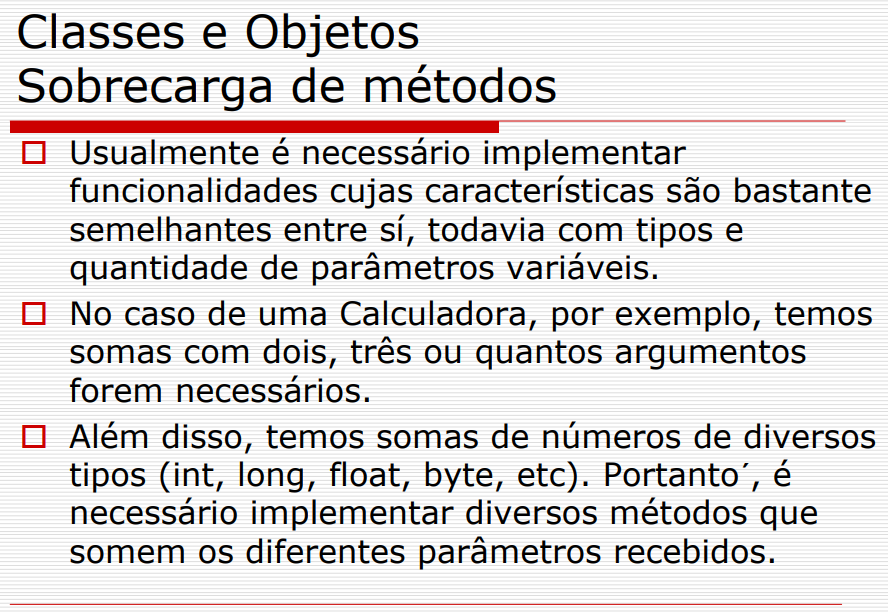 Classes e Objetos
Sobrecarga de métodos
Usualmente é necessário implementar
funcionalidades cujas características são bastante
semelhantes entre sí, todavia com tipos e
quantidade de parâmetros variáveis.
No caso de uma Calculadora, por exemplo, temos
somas com dois, três ou quantos argumentos
forem necessários.
Além disso, temos somas de números de diversos
tipos (int, long, float, byte, etc). Portanto´, é
necessário implementar diversos métodos que
somem os diferentes parâmetros recebidos.